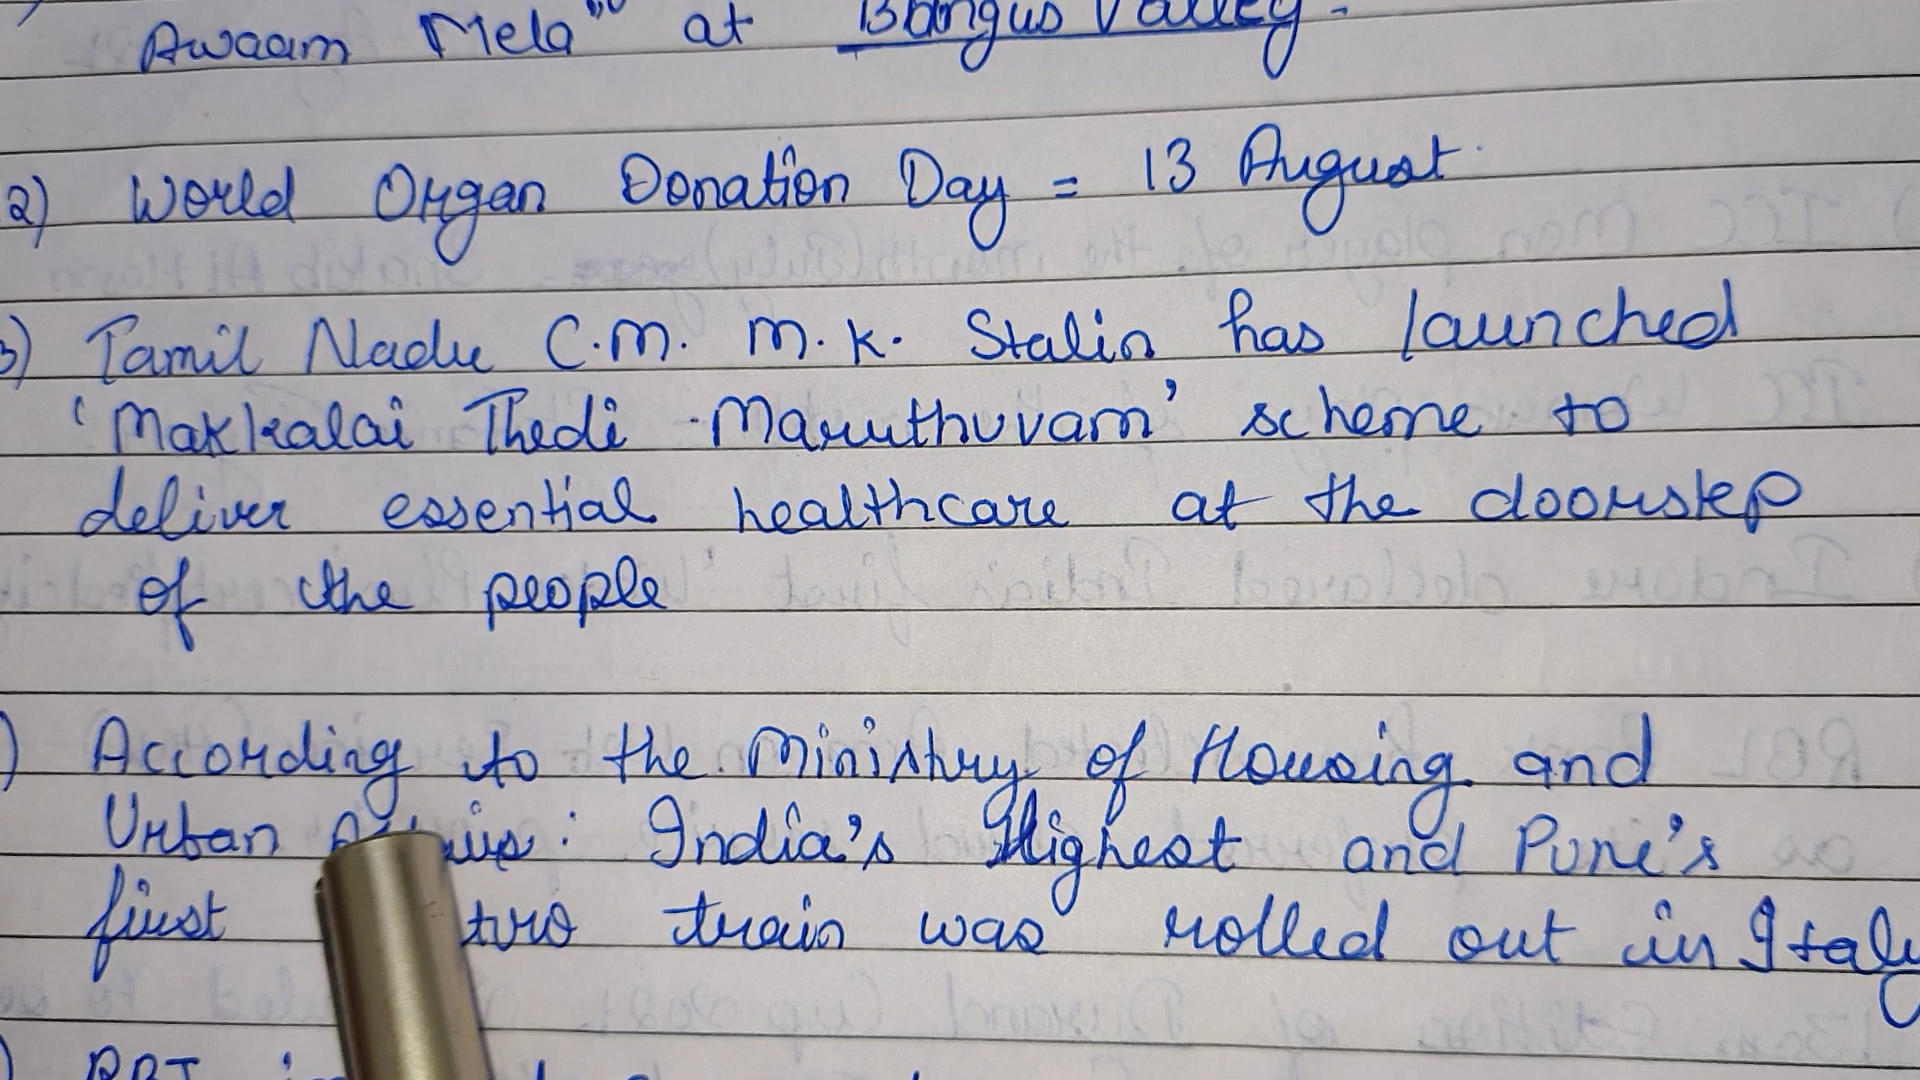 Awaam Mela" at Bangus Valley.
2) World Organ Donation Day = 13 August.
3) Tamil Nadu C.M. M.K. Stalin has launched
'Makkalai Thedi Maruthuvam' scheme to
deliver essential healthcare at the doorstep
of the people
) According to the Ministry of Housing and
Urban : India's Highest and Pune's
first train was rolled out in Italy